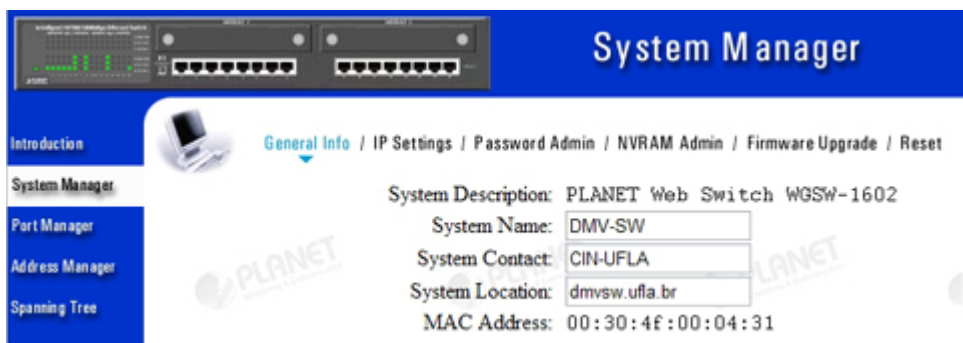 System Manager
General Info / IP Settings / Password Admin / NVRAM Admin / Firmware Upgrade / Reset
Introduction
System Manager
Port Manager
Address Manager
Spanning Tree
System Description: PLANET Web Switch WGSW-1602
System Name: DMV-SW
System Contact: CIN-UFLA
System Location: dmvsw.ufla.br
MAC Address: 00:30:4f:00:04:31
PLANET
PLANET